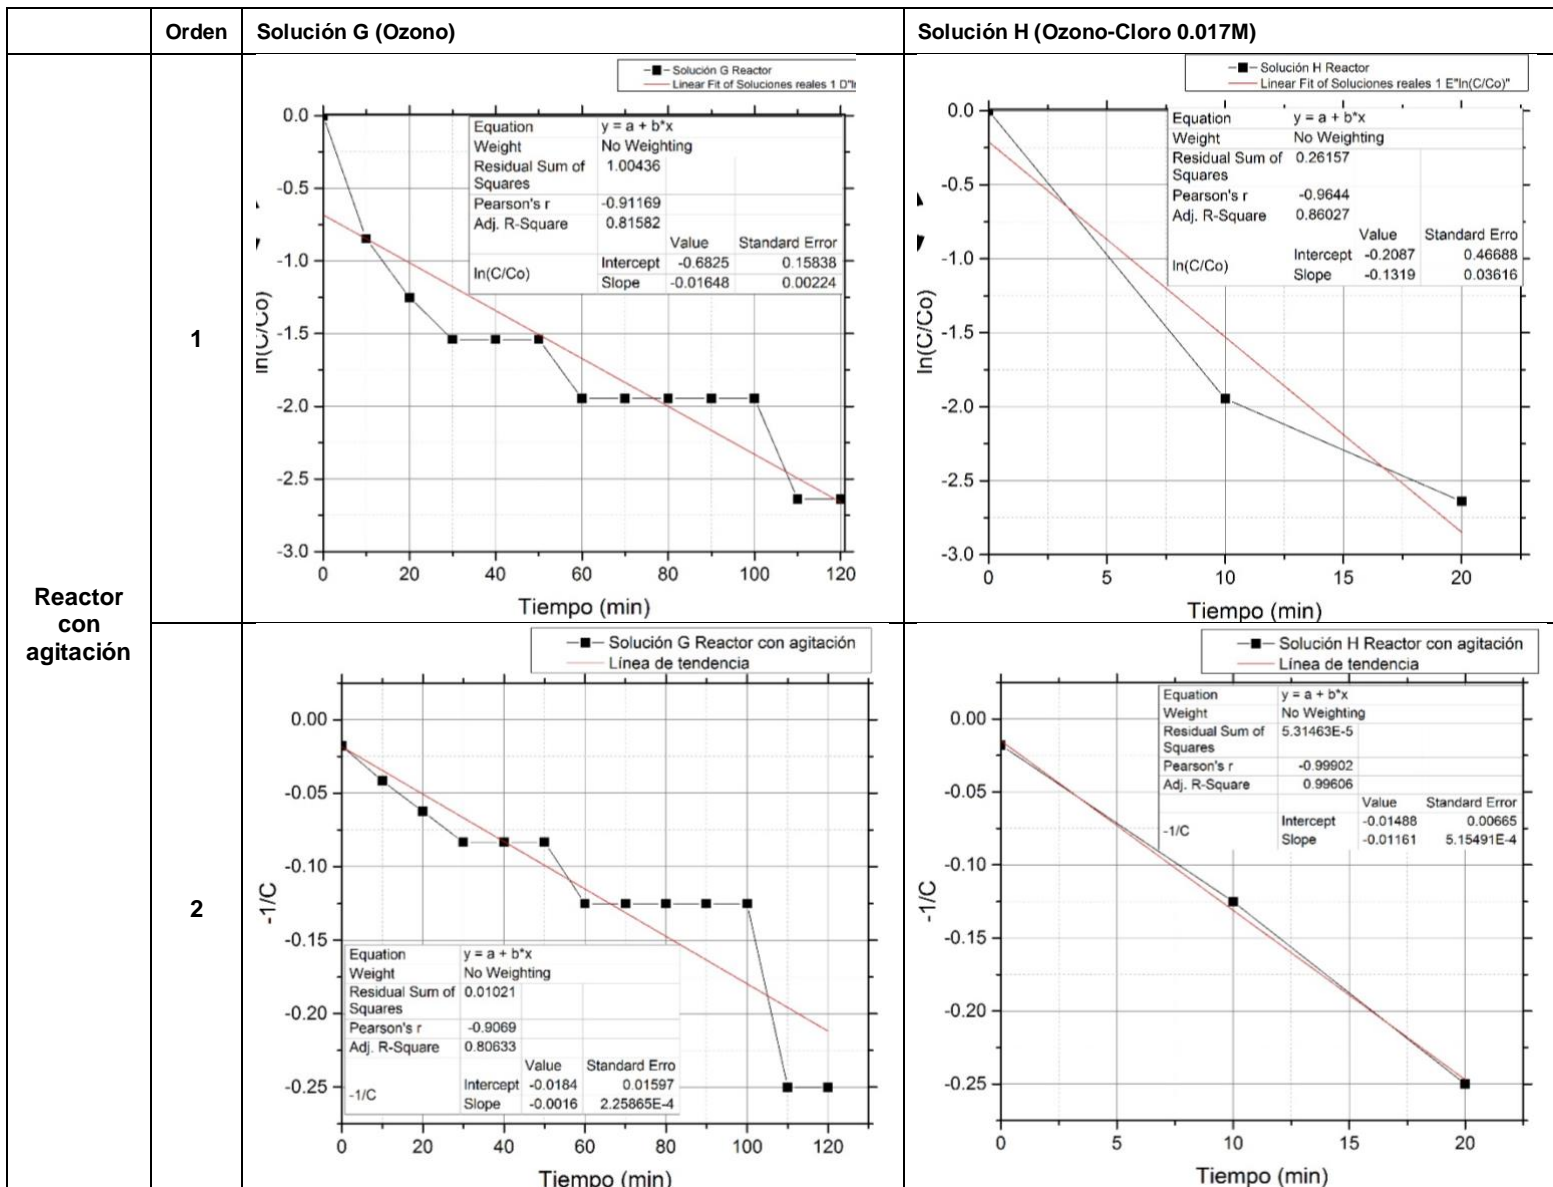 Orden Solución G (Ozono) Solución H (Ozono-Cloro 0.017M)
Reactor
con
agitación
1
Solución G Reactor
Linear Fit of Soluciones reales 1 D"ln
Equation y = a + b*x
Weight No Weighting
Residual Sum of Squares 1.00436
Pearson's r -0.91169
Adj. R-Square 0.81582
Value Standard Error
ln(C/Co) Intercept -0.6825 0.15838
Slope -0.01648 0.00224
0.0
-0.5
-1.0
-1.5
-2.0
-2.5
-3.0
ln(C/Co)
0 20 40 60 80 100 120
Tiempo (min)
Solución H Reactor
Linear Fit of Soluciones reales 1 E"ln(C/Co)"
Equation y = a + b*x
Weight No Weighting
Residual Sum of Squares 0.26157
Pearson's r -0.9644
Adj. R-Square 0.86027
Value Standard Erro
ln(C/Co) Intercept -0.2087 0.46688
Slope -0.1319 0.03616
0.0
-0.5
-1.0
-1.5
-2.0
-2.5
-3.0
ln(C/Co)
0 5 10 15 20
Tiempo (min)
2
Solución G Reactor con agitación
Línea de tendencia
0.00
-0.05
-0.10
-0.15
-0.20
-0.25
-1/C
Equation y = a + b*x
Weight No Weighting
Residual Sum of Squares 0.01021
Pearson's r -0.9069
Adj. R-Square 0.80633
Value Standard Erro
-1/C Intercept -0.0184 0.01597
Slope -0.0016 2.25865E-4
0 20 40 60 80 100 120
Tiempo (min)
Solución H Reactor con agitación
Línea de tendencia
Equation y = a + b*x
Weight No Weighting
Residual Sum of Squares 5.31463E-5
Pearson's r -0.99902
Adj. R-Square 0.99606
Value Standard Error
-1/C Intercept -0.01488 0.00665
Slope -0.01161 5.15491E-4
0.00
-0.05
-0.10
-0.15
-0.20
-0.25
-1/C
0 5 10 15 20
Tiempo (min)